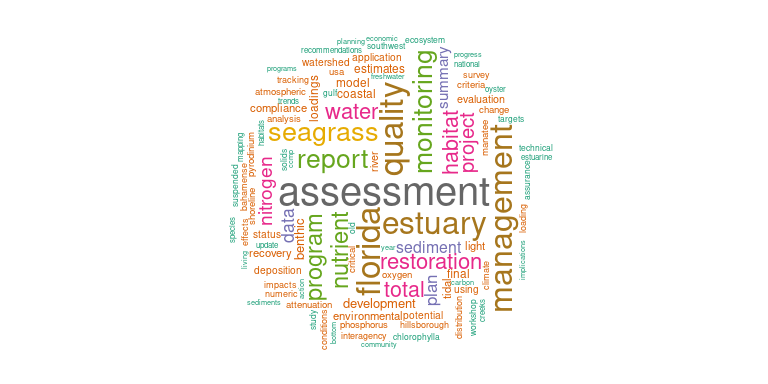 planning
economic
ecosystem
recommendations
southwest
watershed
application
progress
national
programs
usa
estimates
freshwater
tracking
model
survey
criteria
oyster
atmospheric
gulf
coastal
loadings
quality
monitoring
summary
evaluation
trends
compliance
water
change
analysis
targets
habitats
seagrass
habitat
project
manatee
mapping
pyrodinium
solids
ccmp
report
river
technical
estuarine
suspended
bahamense
nitrogen
assessment
management
assurance
shoreline
data
florida
estuary
loading
species
effects
status
benthic
program
nutrient
old
critical
year
sediment
light
update
recovery
restoration
living
deposition
oxygen
final
climate
implications
impacts
action
total
plan
tidal
carbon
using
numeric
sediments
attenuation
development
distribution
workshop
creeks
study
conditions
environmental
potential
bottom
phosphorus
hillsborough
interagency
chlorophylla
community